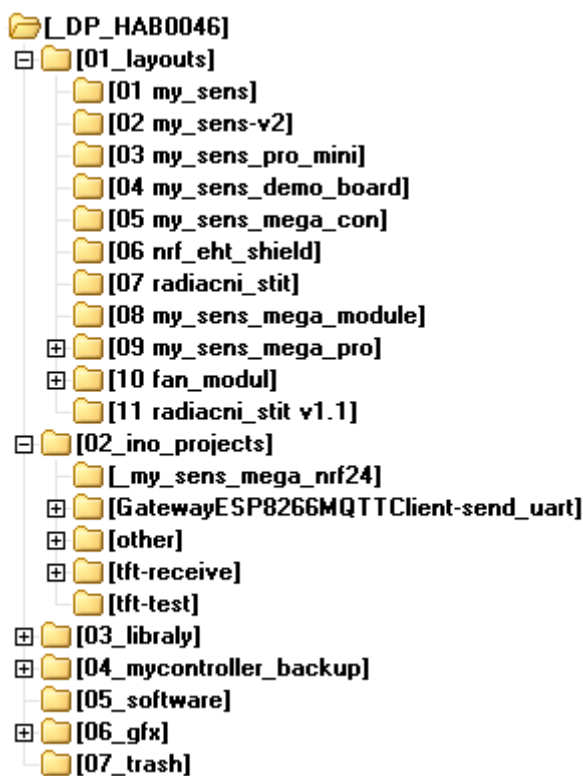 [_DP_HAB0046]
[01_layouts]
[01 my_sens]
[02 my_sens-v2]
[03 my_sens_pro_mini]
[04 my_sens_demo_board]
[05 my_sens_mega_con]
[06 nrf_eht_shield]
[07 radiacni_stit]
[08 my_sens_mega_module]
[09 my_sens_mega_pro]
[10 fan_modul]
[11 radiacni_stit v1.1]
[02_ino_projects]
[_my_sens_mega_nrf24]
[GatewayESP8266MQTTClient-send_uart]
[other]
[tft-receive]
[tft-test]
[03_libraly]
[04_mycontroller_backup]
[05_software]
[06_gfx]
[07_trash]